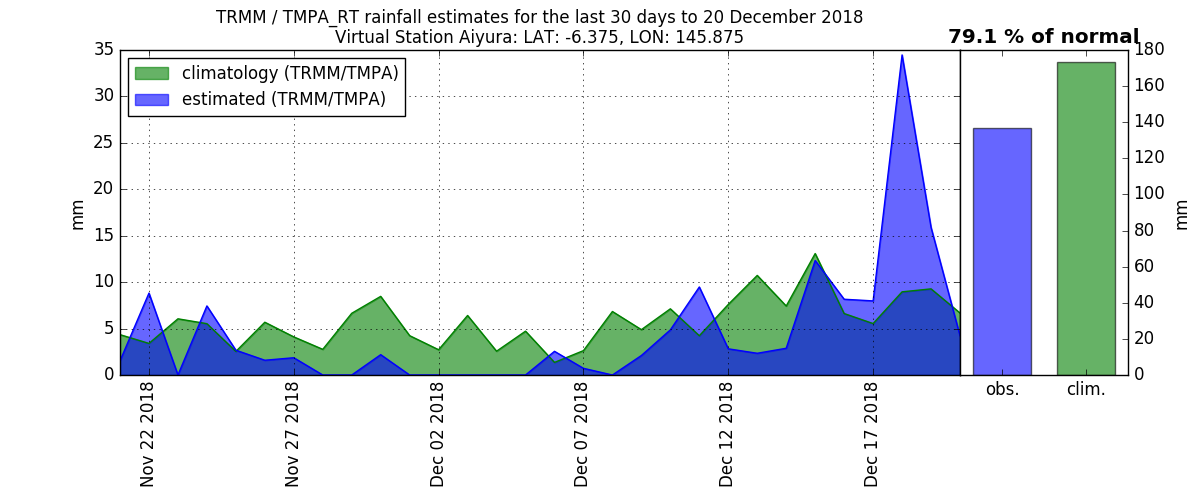 TRMM / TMPA_RT rainfall estimates for the last 30 days to 20 December 2018
Virtual Station Aiyura: LAT: -6.375, LON: 145.875
79.1 % of normal
climatology (TRMM/TMPA)
estimated (TRMM/TMPA)
35
30
25
20
15
10
5
0
mm
Nov 22 2018
Nov 27 2018
Dec 02 2018
Dec 07 2018
Dec 12 2018
Dec 17 2018
180
160
140
120
100
80
60
40
20
0
mm
obs.
clim.